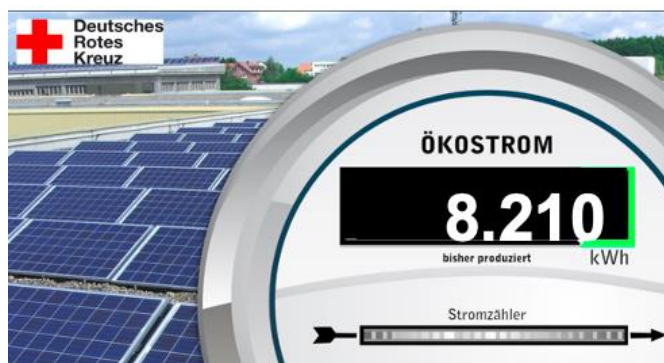 Deutsches
Rotes
Kreuz
ÖKOSTROM
8.210
bisher produziert
kWh
Stromzähler